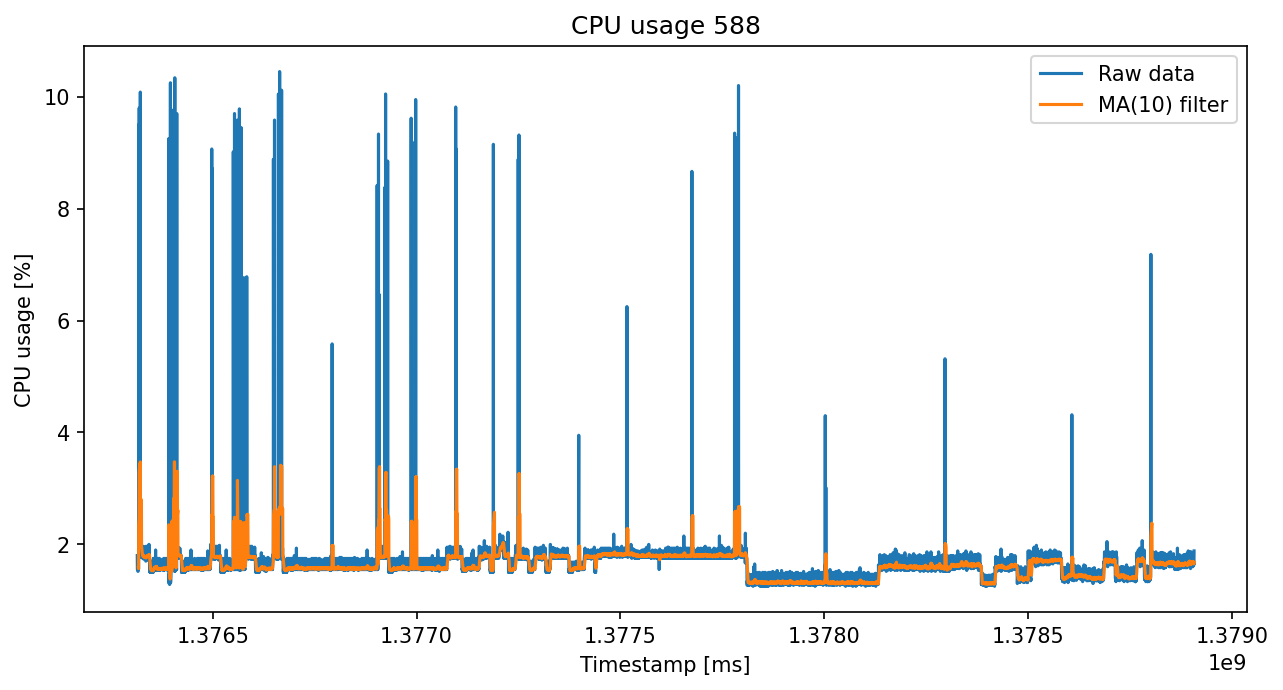 CPU usage 588
Raw data
MA(10) filter
CPU usage [%]
10
8
6
4
2
1.3765 1.3770 1.3775 1.3780 1.3785 1.3790
1e9
Timestamp [ms]